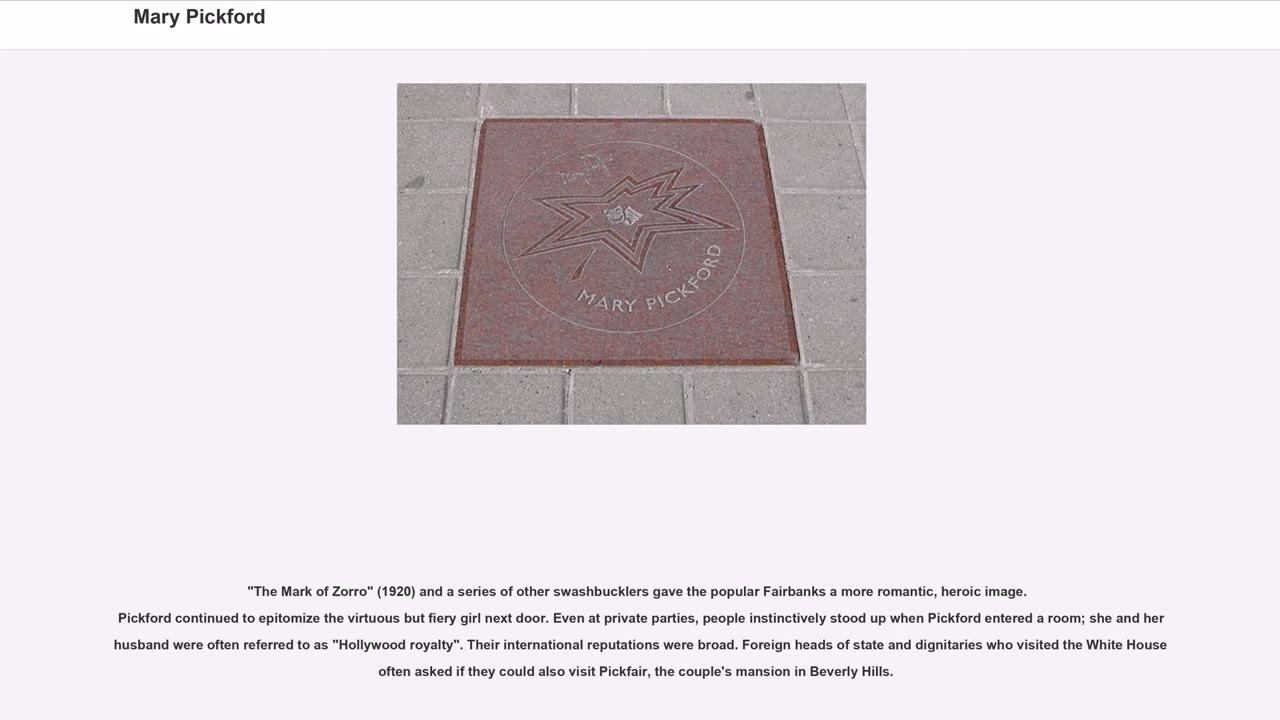 Mary Pickford
MARY PICKFORD
"The Mark of Zorro" (1920) and a series of other swashbucklers gave the popular Fairbanks a more romantic, heroic image.
Pickford continued to epitomize the virtuous but fiery girl next door. Even at private parties, people instinctively stood up when Pickford entered a room; she and her
husband were often referred to as "Hollywood royalty". Their international reputations were broad. Foreign heads of state and dignitaries who visited the White House
often asked if they could also visit Pickfair, the couple's mansion in Beverly Hills.